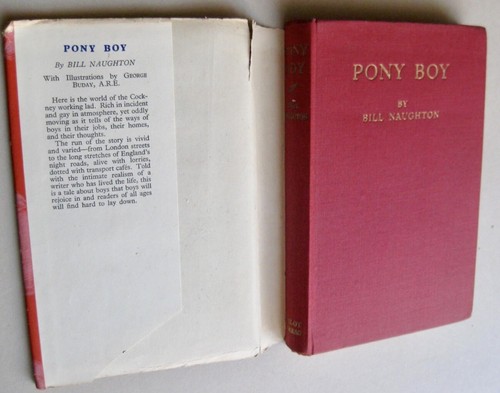 PONY BOY
By BILL NAUGHTON
With Illustrations by GEORGE
BUDAY, A.R.E.
Here is the world of the Cock-
ney working lad. Rich in incident
and gay in atmosphere, yet oddly
moving as it tells of the ways of
boys in their jobs, their homes,
and their thoughts.
The run of the story is vivid
and varied—from London streets
to the long stretches of England's
night roads, alive with lorries,
dotted with transport cafés. Told
with the intimate realism of a
writer who has lived the life, this
is a tale about boys that boys will
rejoice in and readers of all ages
will find hard to lay down.
PONY
BOY
PONY BOY
BY
BILL NAUGHTON